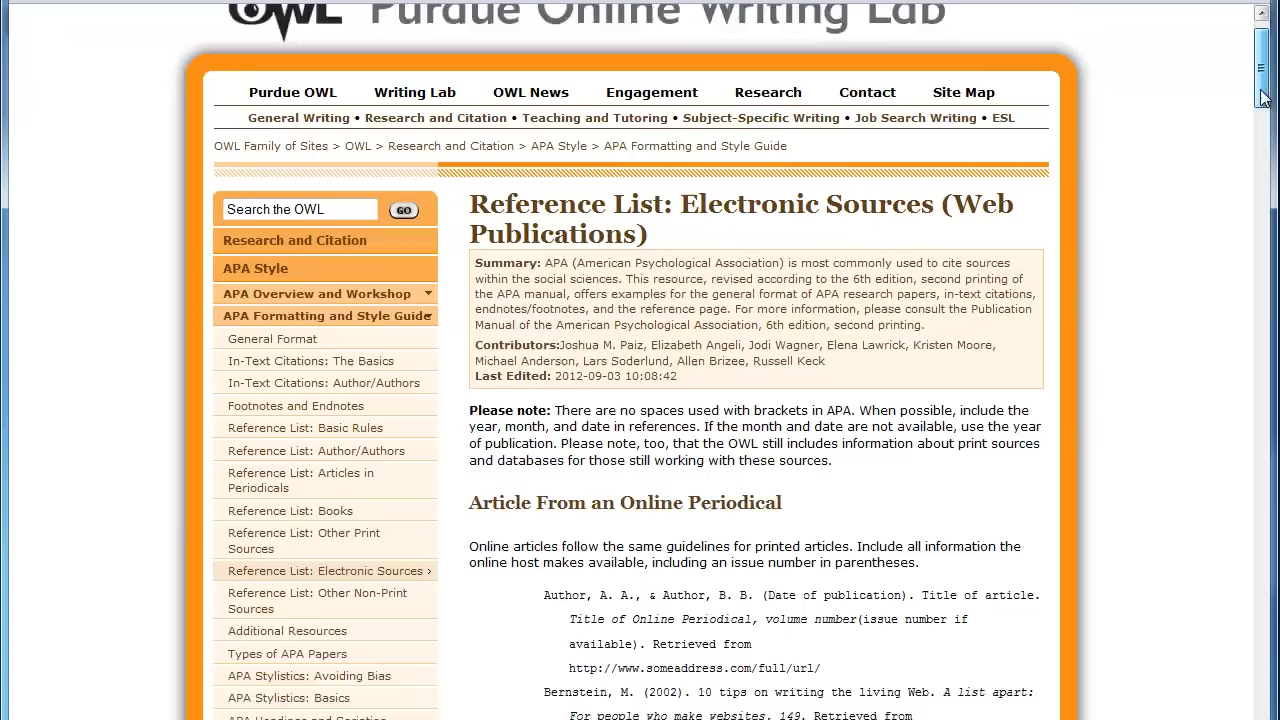 OWL Purdue Online Writing Lab
Purdue OWL Writing Lab OWL News Engagement Research Contact Site Map
General Writing • Research and Citation • Teaching and Tutoring • Subject-Specific Writing • Job Search Writing • ESL
OWL Family of Sites > OWL > Research and Citation > APA Style > APA Formatting and Style Guide
Search the OWL GO
Research and Citation
APA Style
APA Overview and Workshop
APA Formatting and Style Guide
General Format
In-Text Citations: The Basics
In-Text Citations: Author/Authors
Footnotes and Endnotes
Reference List: Basic Rules
Reference List: Author/Authors
Reference List: Articles in
Periodicals
Reference List: Books
Reference List: Other Print
Sources
Reference List: Electronic Sources ›
Reference List: Other Non-Print
Sources
Additional Resources
Types of APA Papers
APA Stylistics: Avoiding Bias
APA Stylistics: Basics
APA Headings and Seriation
Reference List: Electronic Sources (Web
Publications)
Summary: APA (American Psychological Association) is most commonly used to cite sources
within the social sciences. This resource, revised according to the 6th edition, second printing of
the APA manual, offers examples for the general format of APA research papers, in-text citations,
endnotes/footnotes, and the reference page. For more information, please consult the Publication
Manual of the American Psychological Association, 6th edition, second printing.
Contributors:Joshua M. Paiz, Elizabeth Angeli, Jodi Wagner, Elena Lawrick, Kristen Moore,
Michael Anderson, Lars Soderlund, Allen Brizee, Russell Keck
Last Edited: 2012-09-03 10:08:42
Please note: There are no spaces used with brackets in APA. When possible, include the
year, month, and date in references. If the month and date are not available, use the year
of publication. Please note, too, that the OWL still includes information about print sources
and databases for those still working with these sources.
Article From an Online Periodical
Online articles follow the same guidelines for printed articles. Include all information the
online host makes available, including an issue number in parentheses.
Author, A. A., & Author, B. B. (Date of publication). Title of article.
Title of Online Periodical, volume number(issue number if
available). Retrieved from
http://www.someaddress.com/full/url/
Bernstein, M. (2002). 10 tips on writing the living Web. A list apart:
For people who make websites, 149. Retrieved from